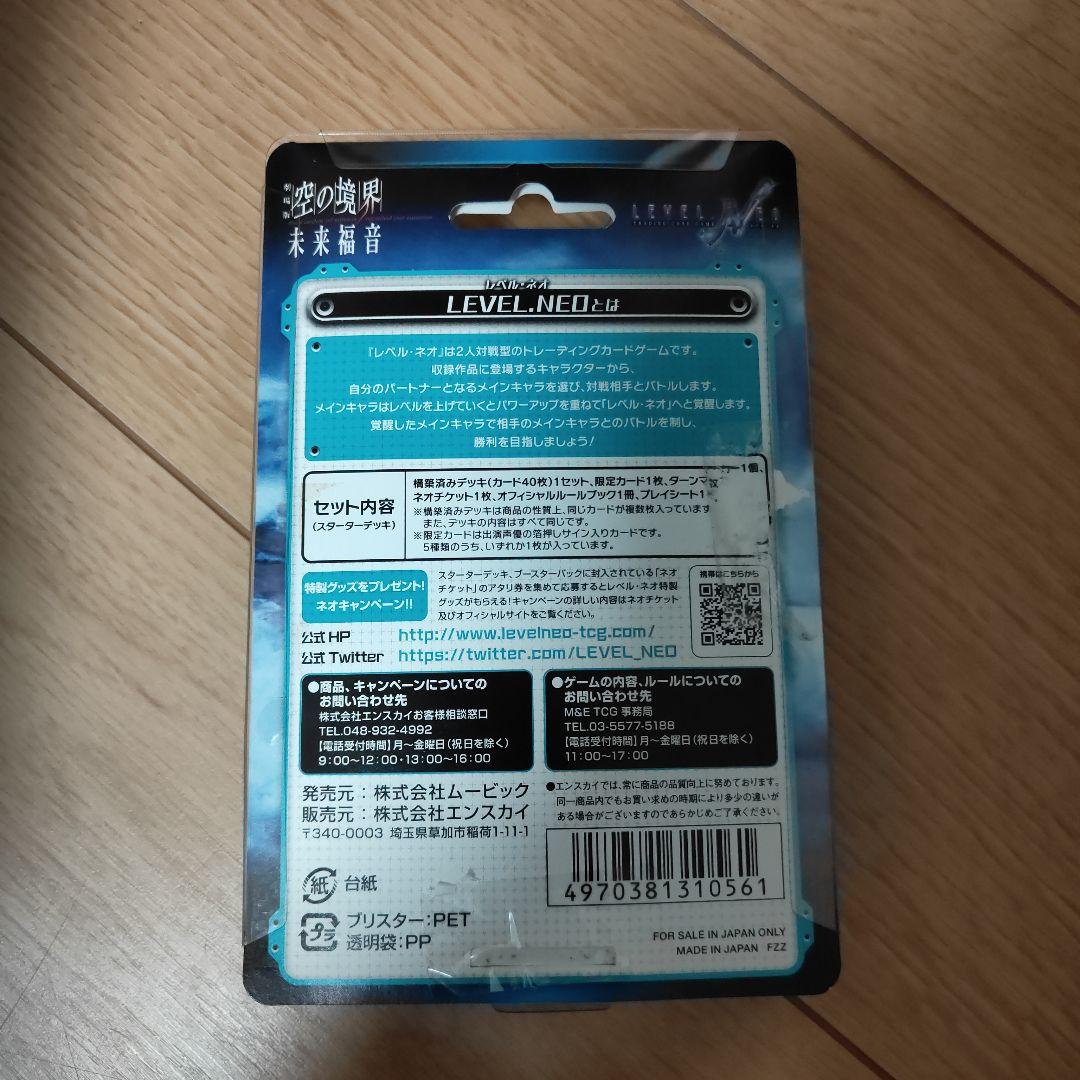 劇場版
空の境界
未来福音
LEVEL.NEO
TRADING CARD GAME
レベル・ネオ
LEVEL.NEOとは
『レベル・ネオ』は2人対戦型のトレーディングカードゲームです。
収録作品に登場するキャラクターから、
自分のパートナーとなるメインキャラを選び、対戦相手とバトルします。
メインキャラはレベルを上げていくとパワーアップを重ねて「レベル・ネオ」へと覚醒します。
覚醒したメインキャラで相手のメインキャラとのバトルを制し、
勝利を目指しましょう!
セット内容
(スターターデッキ)
構築済みデッキ(カード40枚)1セット、限定カード1枚、ターンマーカー1個、
ネオチケット1枚、オフィシャルルールブック1冊、プレイシート1
※構築済みデッキは商品の性質上、同じカードが複数枚入っています
また、デッキの内容はすべて同じです。
※限定カードは出演声優の箔押しサイン入りカードです。
5種類のうち、いずれか1枚が入っています。
特製グッズをプレゼント!
ネオキャンペーン!!
スターターデッキ、ブースターパックに封入されている「ネオ
チケット」のアタリ券を集めて応募するとレベル・ネオ特製
グッズがもらえる!キャンペーンの詳しい内容はネオチケット
及びオフィシャルサイトをご覧ください。
携帯はこちらから
公式HP http://www.levelneo-tcg.com/
公式Twitter https://twitter.com/LEVEL_NEO
●商品、キャンペーンについての
お問い合わせ先
株式会社エンスカイお客様相談窓口
TEL.048-932-4992
【電話受付時間】月〜金曜日(祝日を除く)
9:00〜12:00・13:00〜16:00
●ゲームの内容、ルールについての
お問い合わせ先
M&E TCG 事務局
TEL.03-5577-5188
【電話受付時間】月〜金曜日(祝日を除く)
11:00〜17:00
発売元:株式会社ムービック
販売元:株式会社エンスカイ
〒340-0003 埼玉県草加市稲荷1-11-1
●エンスカイでは、常に商品の品質向上に努めております。
同一商品内でもお買い求めの時期により多少の違いが
ある場合がございますのであらかじめご了承ください。
4970381310561
紙 台紙
プラ ブリスター:PET
透明袋:PP
FOR SALE IN JAPAN ONLY
MADE IN JAPAN FZZ